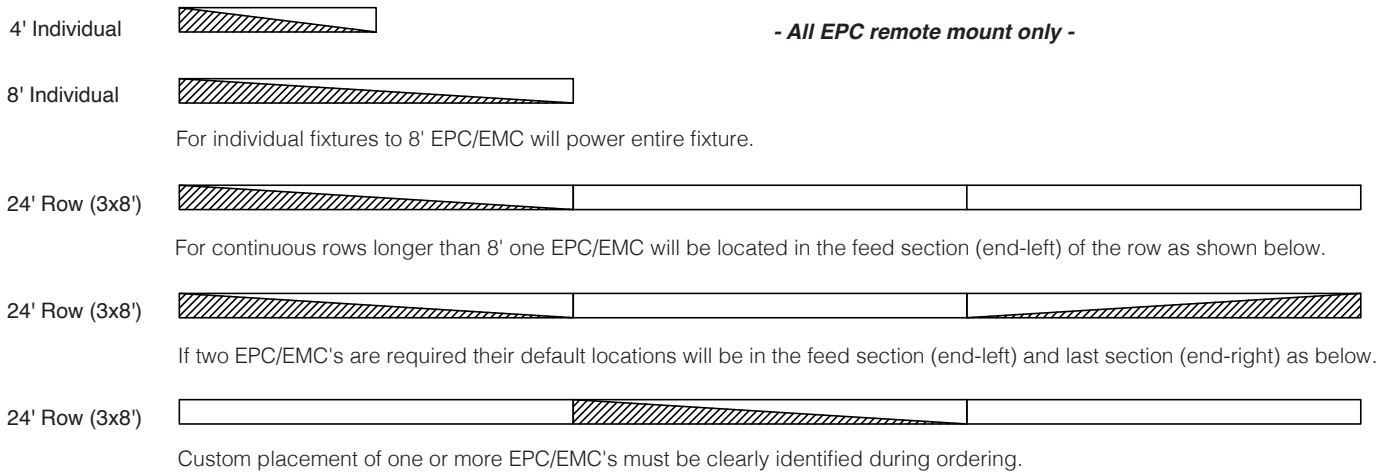 4' Individual
- All EPC remote mount only -
8' Individual
For individual fixtures to 8' EPC/EMC will power entire fixture.
24' Row (3x8')
For continuous rows longer than 8' one EPC/EMC will be located in the feed section (end-left) of the row as shown below.
24' Row (3x8')
If two EPC/EMC's are required their default locations will be in the feed section (end-left) and last section (end-right) as below.
24' Row (3x8')
Custom placement of one or more EPC/EMC's must be clearly identified during ordering.